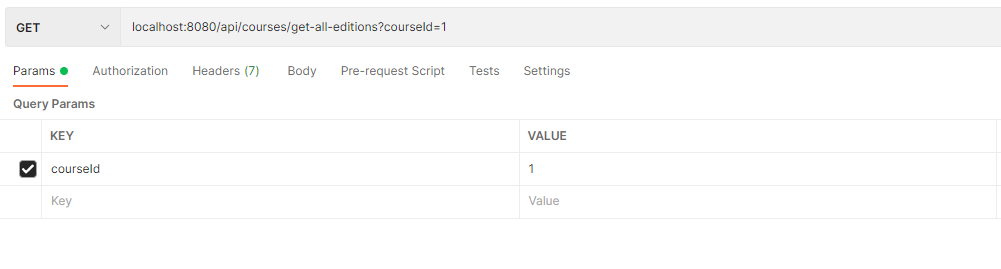 GET localhost:8080/api/courses/get-all-editions?courseId=1
Params Authorization Headers (7) Body Pre-request Script Tests Settings
Query Params
KEY VALUE
courseId 1
Key Value